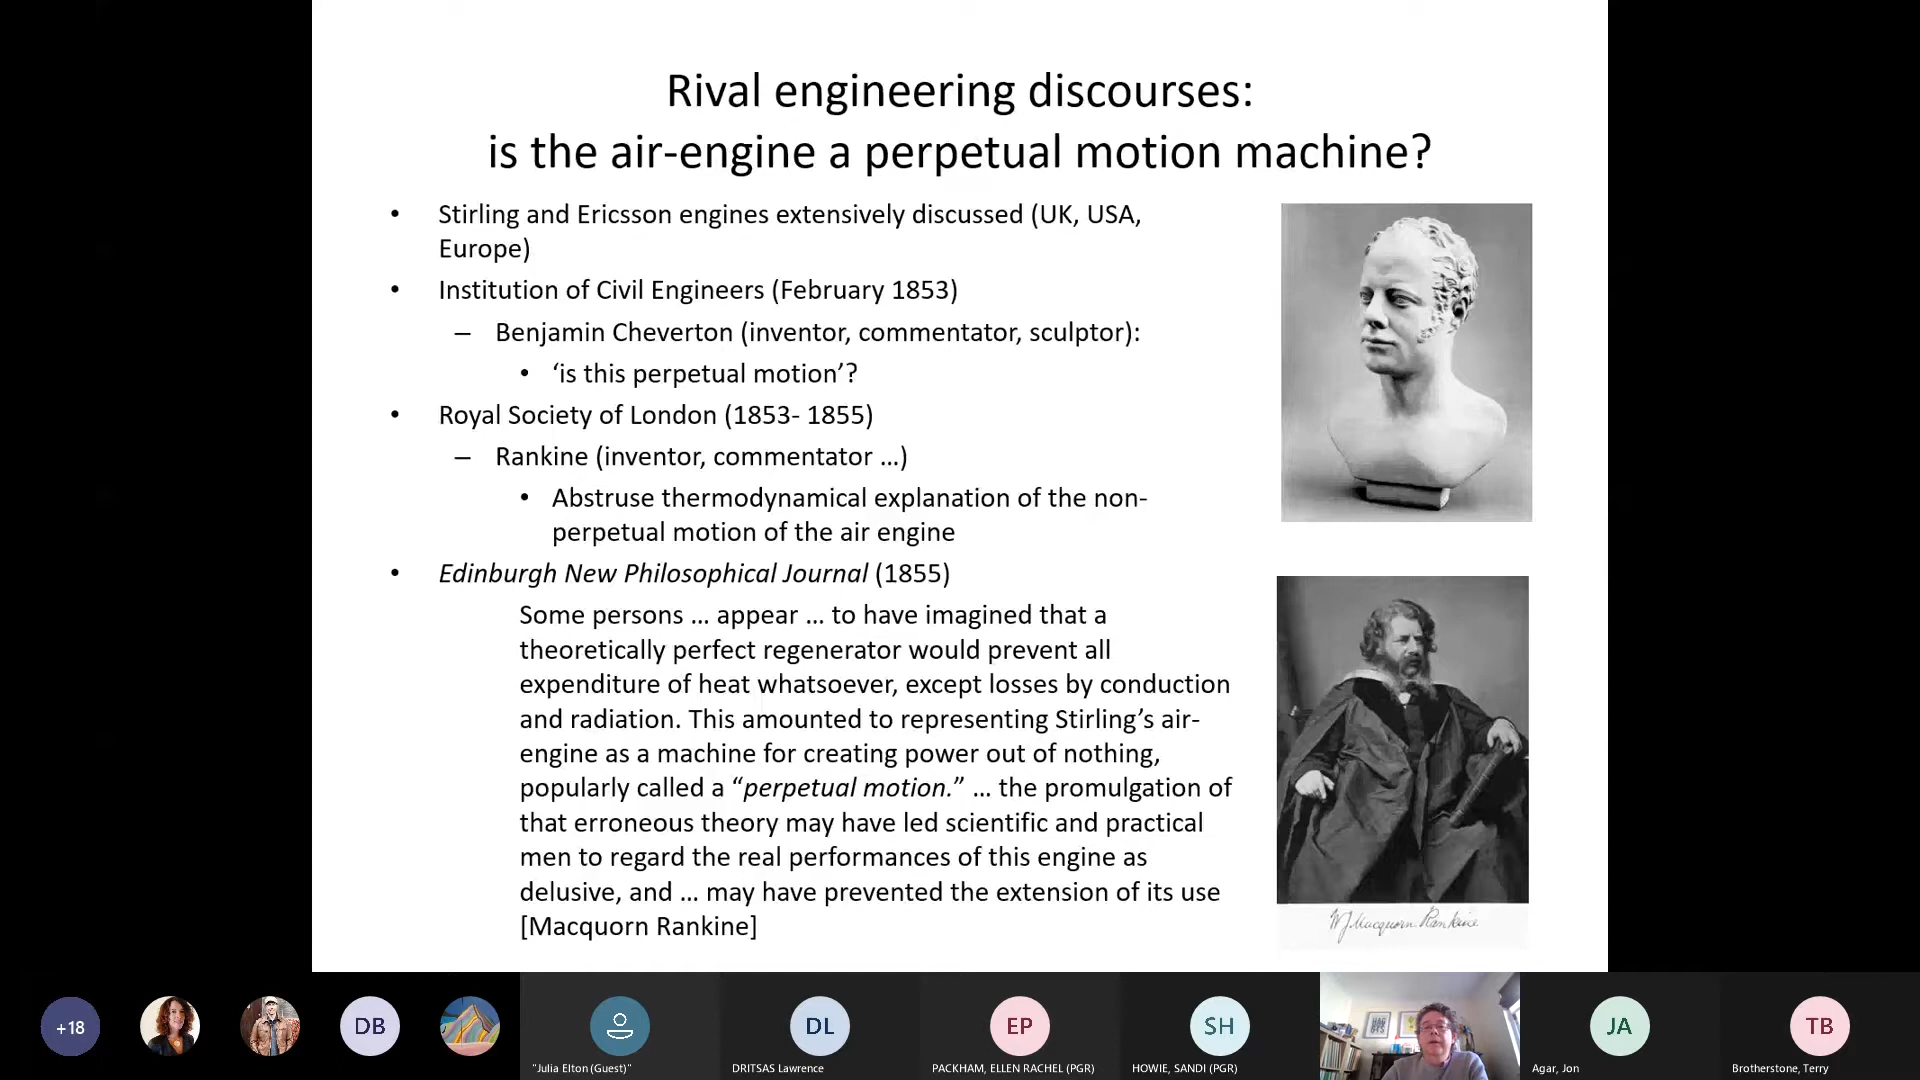 Rival engineering discourses:
is the air-engine a perpetual motion machine?
• Stirling and Ericsson engines extensively discussed (UK, USA,
Europe)
• Institution of Civil Engineers (February 1853)
– Benjamin Cheverton (inventor, commentator, sculptor):
• ‘is this perpetual motion’?
• Royal Society of London (1853- 1855)
– Rankine (inventor, commentator …)
• Abstruse thermodynamical explanation of the non-
perpetual motion of the air engine
• Edinburgh New Philosophical Journal (1855)
Some persons … appear … to have imagined that a
theoretically perfect regenerator would prevent all
expenditure of heat whatsoever, except losses by conduction
and radiation. This amounted to representing Stirling’s air-
engine as a machine for creating power out of nothing,
popularly called a “perpetual motion.” … the promulgation of
that erroneous theory may have led scientific and practical
men to regard the real performances of this engine as
delusive, and … may have prevented the extension of its use
[Macquorn Rankine]
WJ Macquorn Rankine
+18
DB
DL
EP
SH
JA
TB
"Julia Elton (Guest)"
DRITSAS Lawrence
PACKHAM, ELLEN RACHEL (PGR)
HOWIE, SANDI (PGR)
Agar, Jon
Brotherstone, Terry